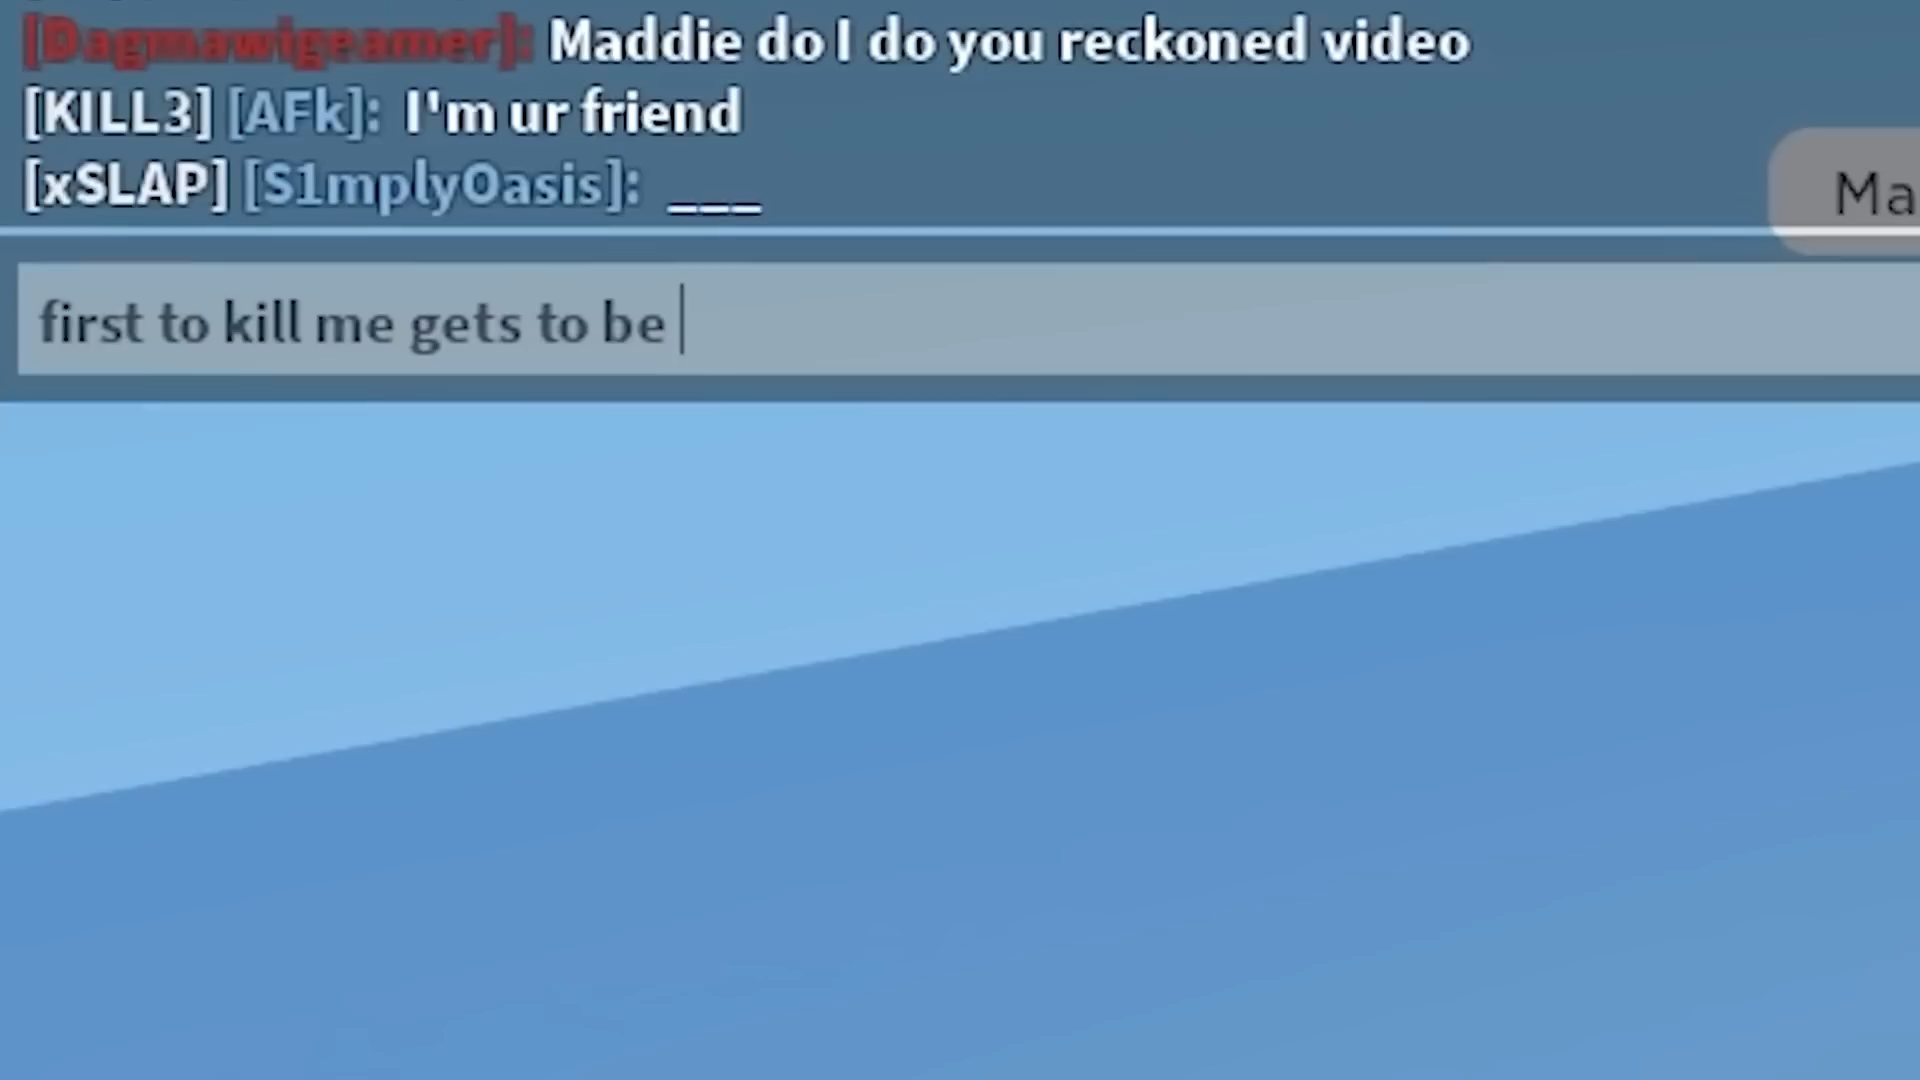 [Dagmawigeamer]: Maddie do I do you reckoned video
[KILL3] [AFk]: I'm ur friend
[xSLAP] [S1mplyOasis]: ___
Ma
first to kill me gets to be